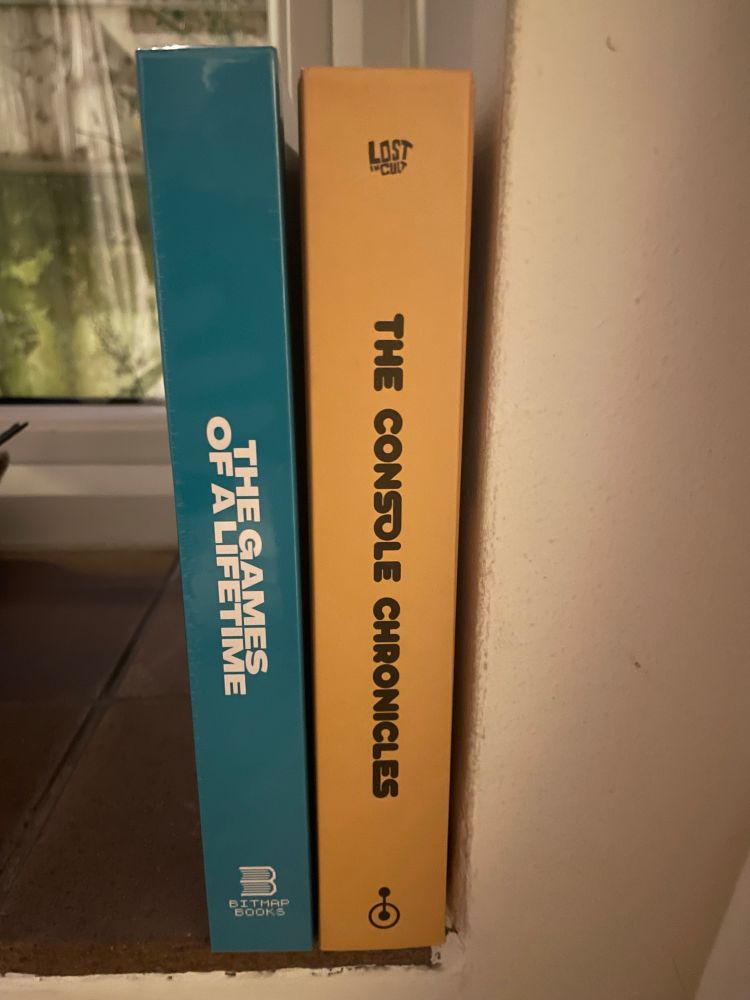 THE GAMES
OF A LIFETIME
BITMAP
BOOKS
LOST
IN CULT
THE CONSOLE CHRONICLES